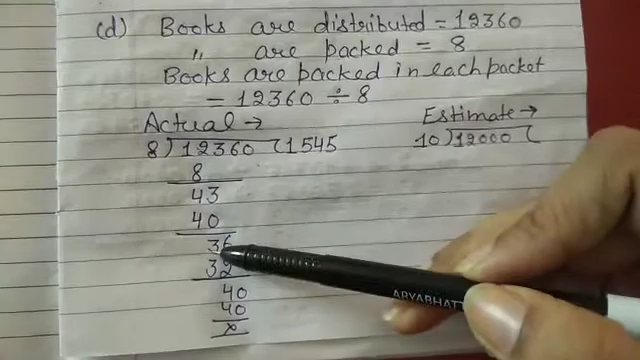 (d) Books are distributed = 12360
" are packed = 8
Books are packed in each packet
= 12360 ÷ 8
Actual → Estimate →
8)12360(1545 10)12000(
8
43
40
36
32
40
40
x
ARYABHATT